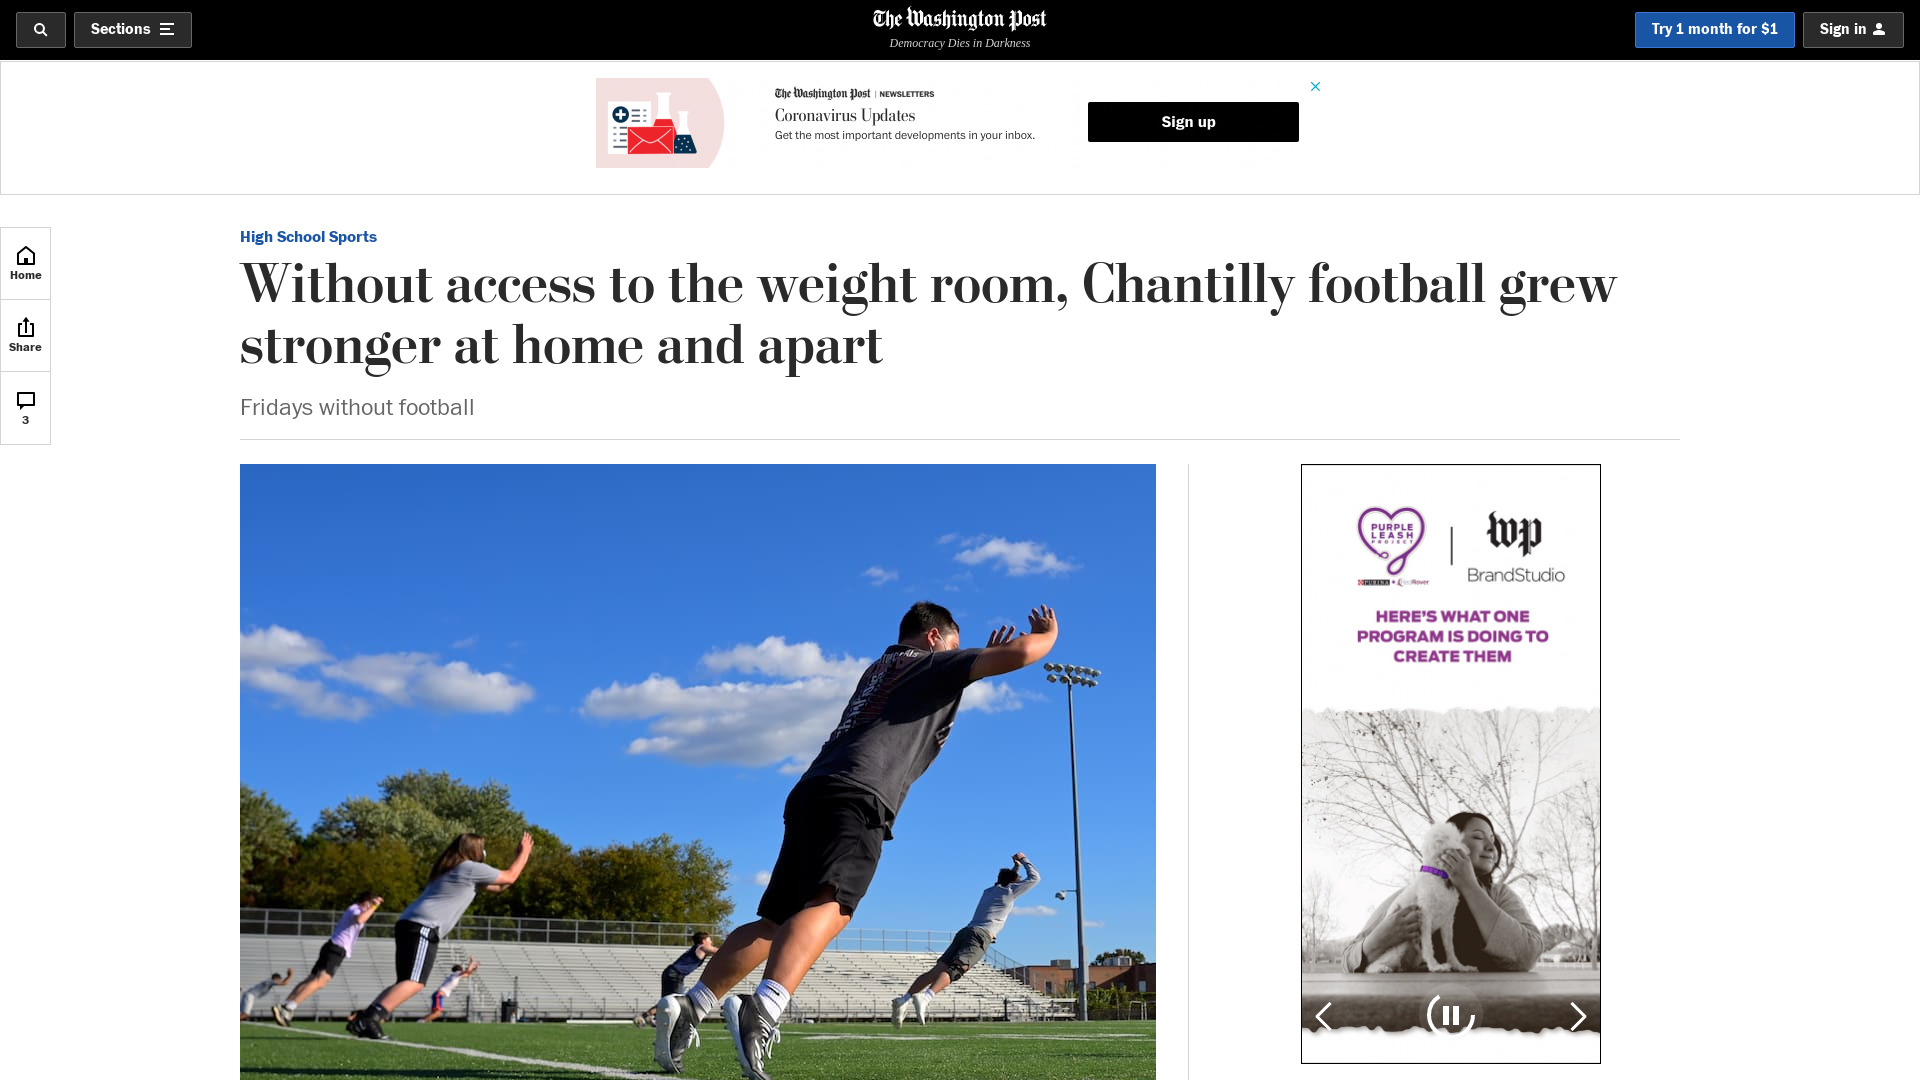 Sections
The Washington Post
Democracy Dies in Darkness
Try 1 month for $1
Sign in
The Washington Post | NEWSLETTERS
Coronavirus Updates
Get the most important developments in your inbox.
Sign up
Home
Share
3
High School Sports
Without access to the weight room, Chantilly football grew
stronger at home and apart
Fridays without football
PURPLE
LEASH
PROJECT
PURINA
wp
BrandStudio
HERE'S WHAT ONE
PROGRAM IS DOING TO
CREATE THEM